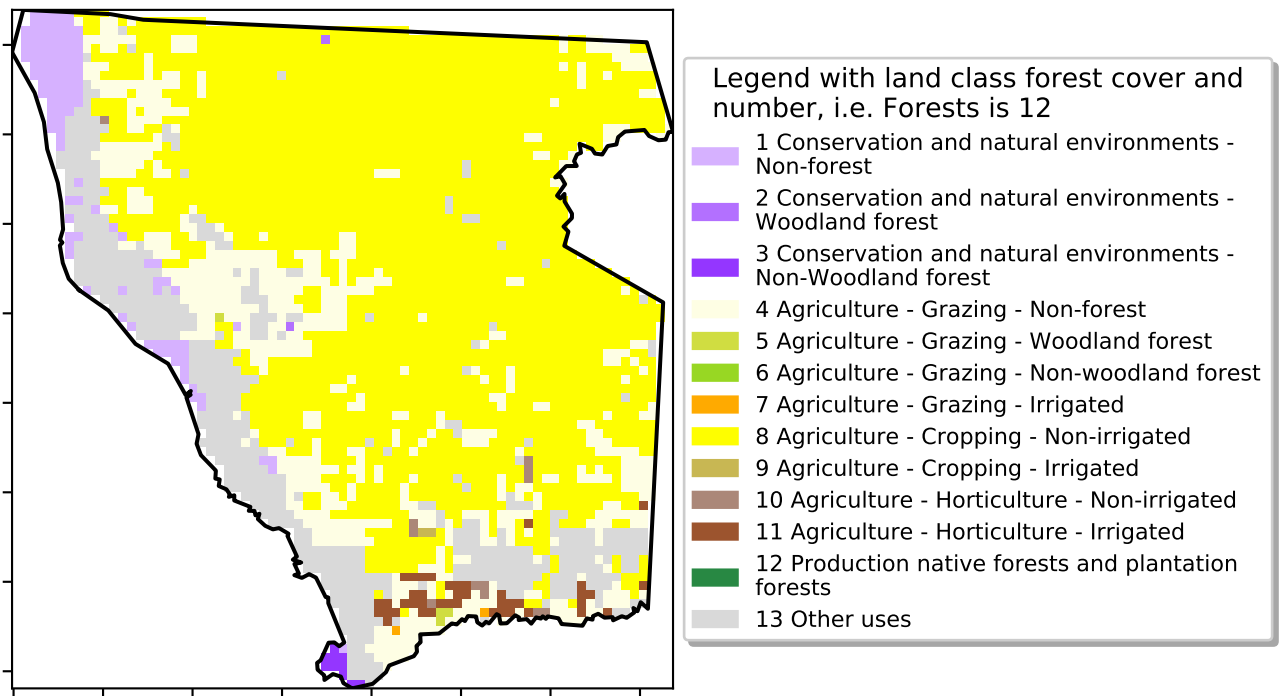 Legend with land class forest cover and
number, i.e. Forests is 12
1 Conservation and natural environments -
Non-forest
2 Conservation and natural environments -
Woodland forest
3 Conservation and natural environments -
Non-Woodland forest
4 Agriculture - Grazing - Non-forest
5 Agriculture - Grazing - Woodland forest
6 Agriculture - Grazing - Non-woodland forest
7 Agriculture - Grazing - Irrigated
8 Agriculture - Cropping - Non-irrigated
9 Agriculture - Cropping - Irrigated
10 Agriculture - Horticulture - Non-irrigated
11 Agriculture - Horticulture - Irrigated
12 Production native forests and plantation
forests
13 Other uses